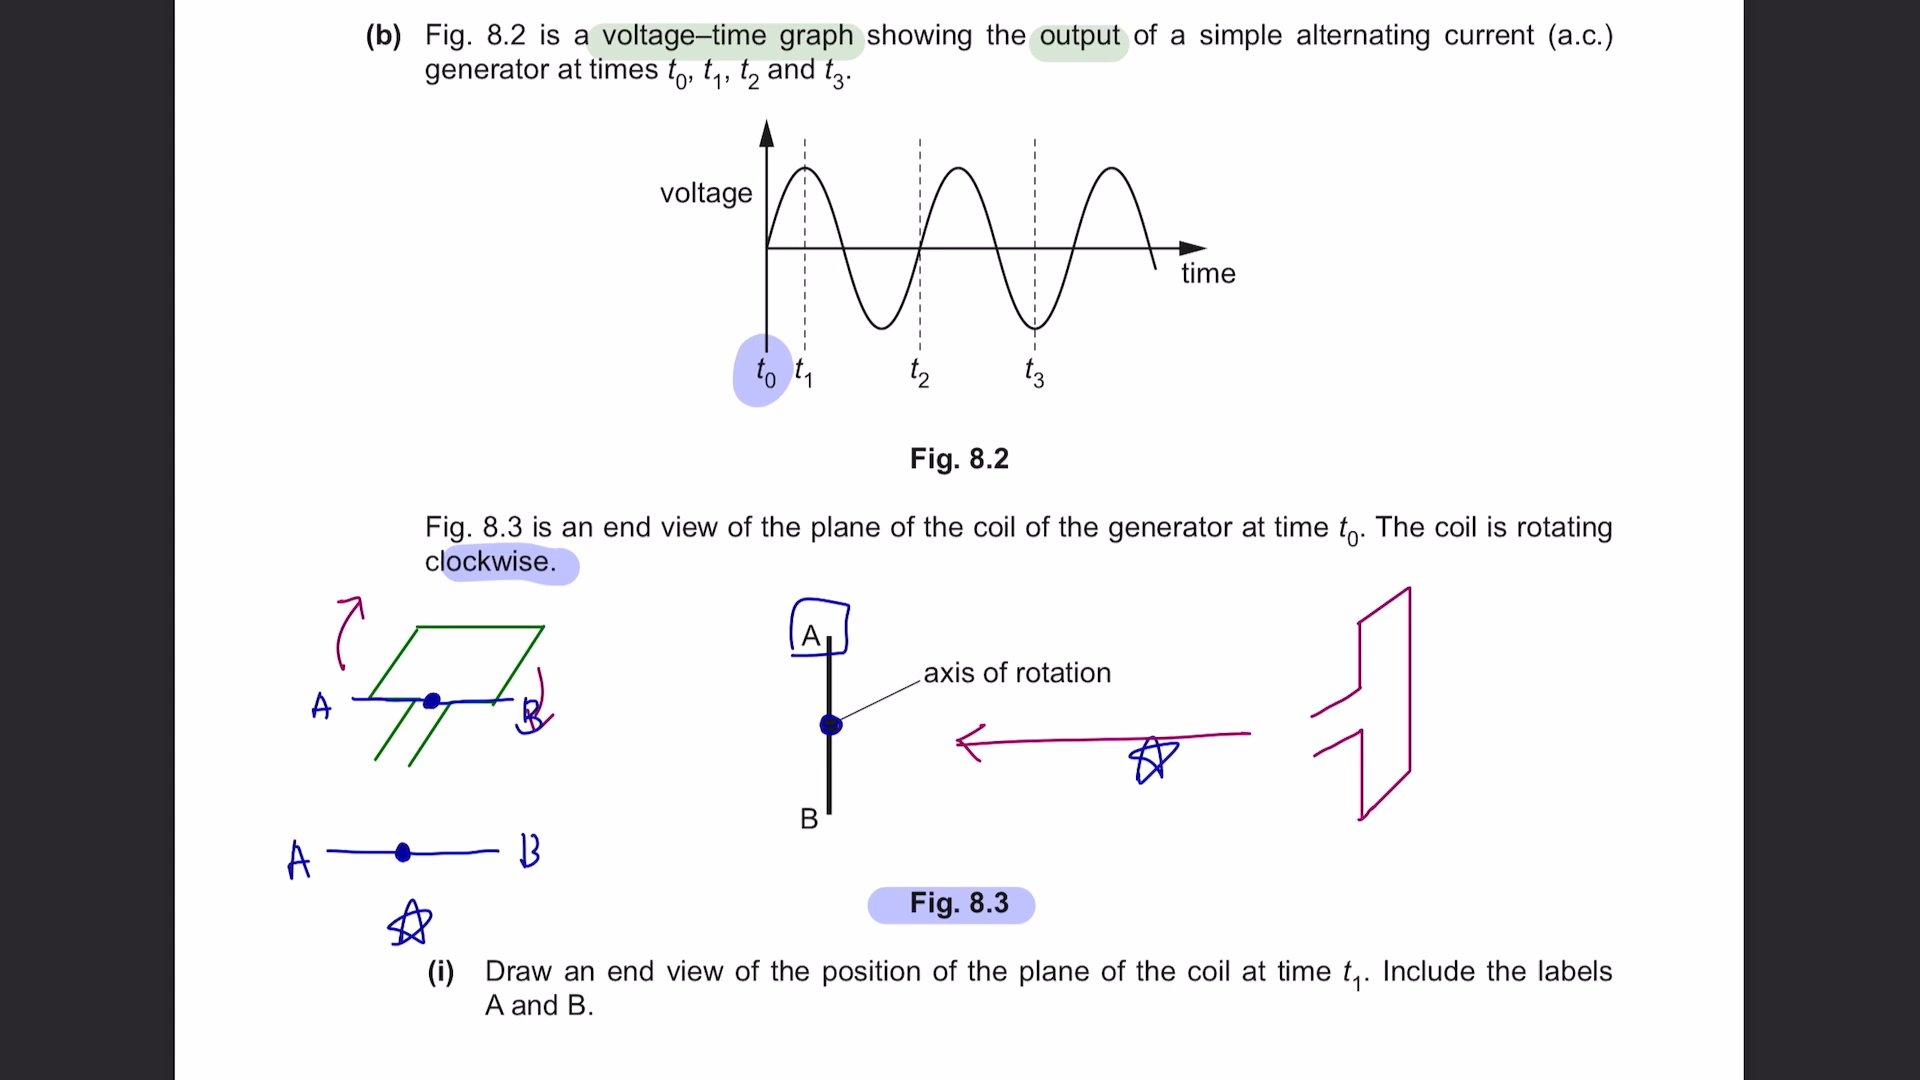 (b) Fig. 8.2 is a voltage–time graph showing the output of a simple alternating current (a.c.)
generator at times t0, t1, t2 and t3.
voltage
time
t0 t1 t2 t3
Fig. 8.2
Fig. 8.3 is an end view of the plane of the coil of the generator at time t0. The coil is rotating
clockwise.
A
axis of rotation
B
A B
A B
Fig. 8.3
(i) Draw an end view of the position of the plane of the coil at time t1. Include the labels
A and B.